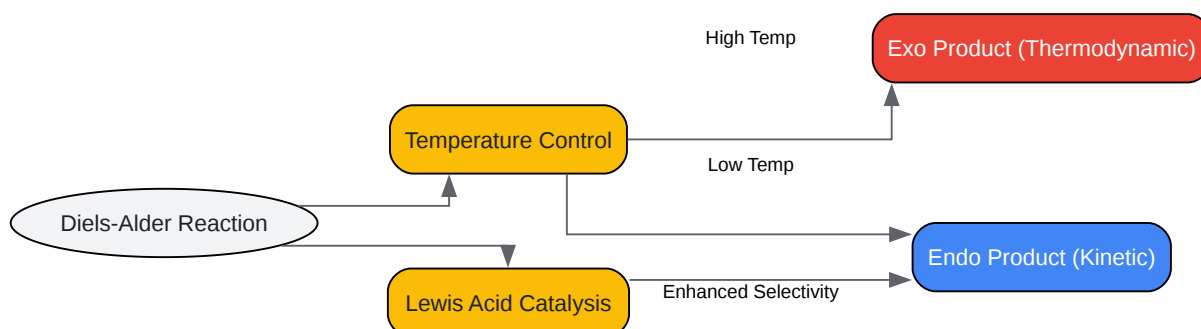 High Temp
Exo Product (Thermodynamic)
Temperature Control
Low Temp
Diels-Alder Reaction
Endo Product (Kinetic)
Lewis Acid Catalysis
Enhanced Selectivity